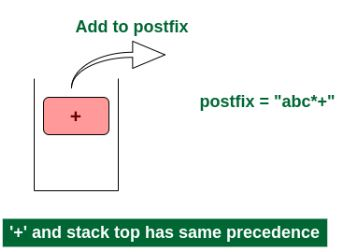 Add to postfix
+
postfix = "abc*+"
'+' and stack top has same precedence